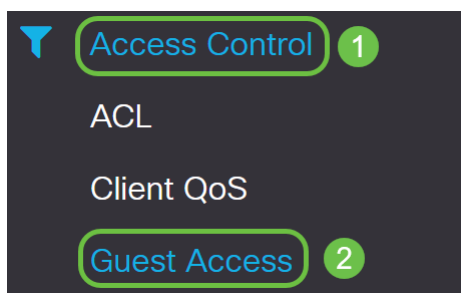 Access Control 1
ACL
Client QoS
Guest Access 2